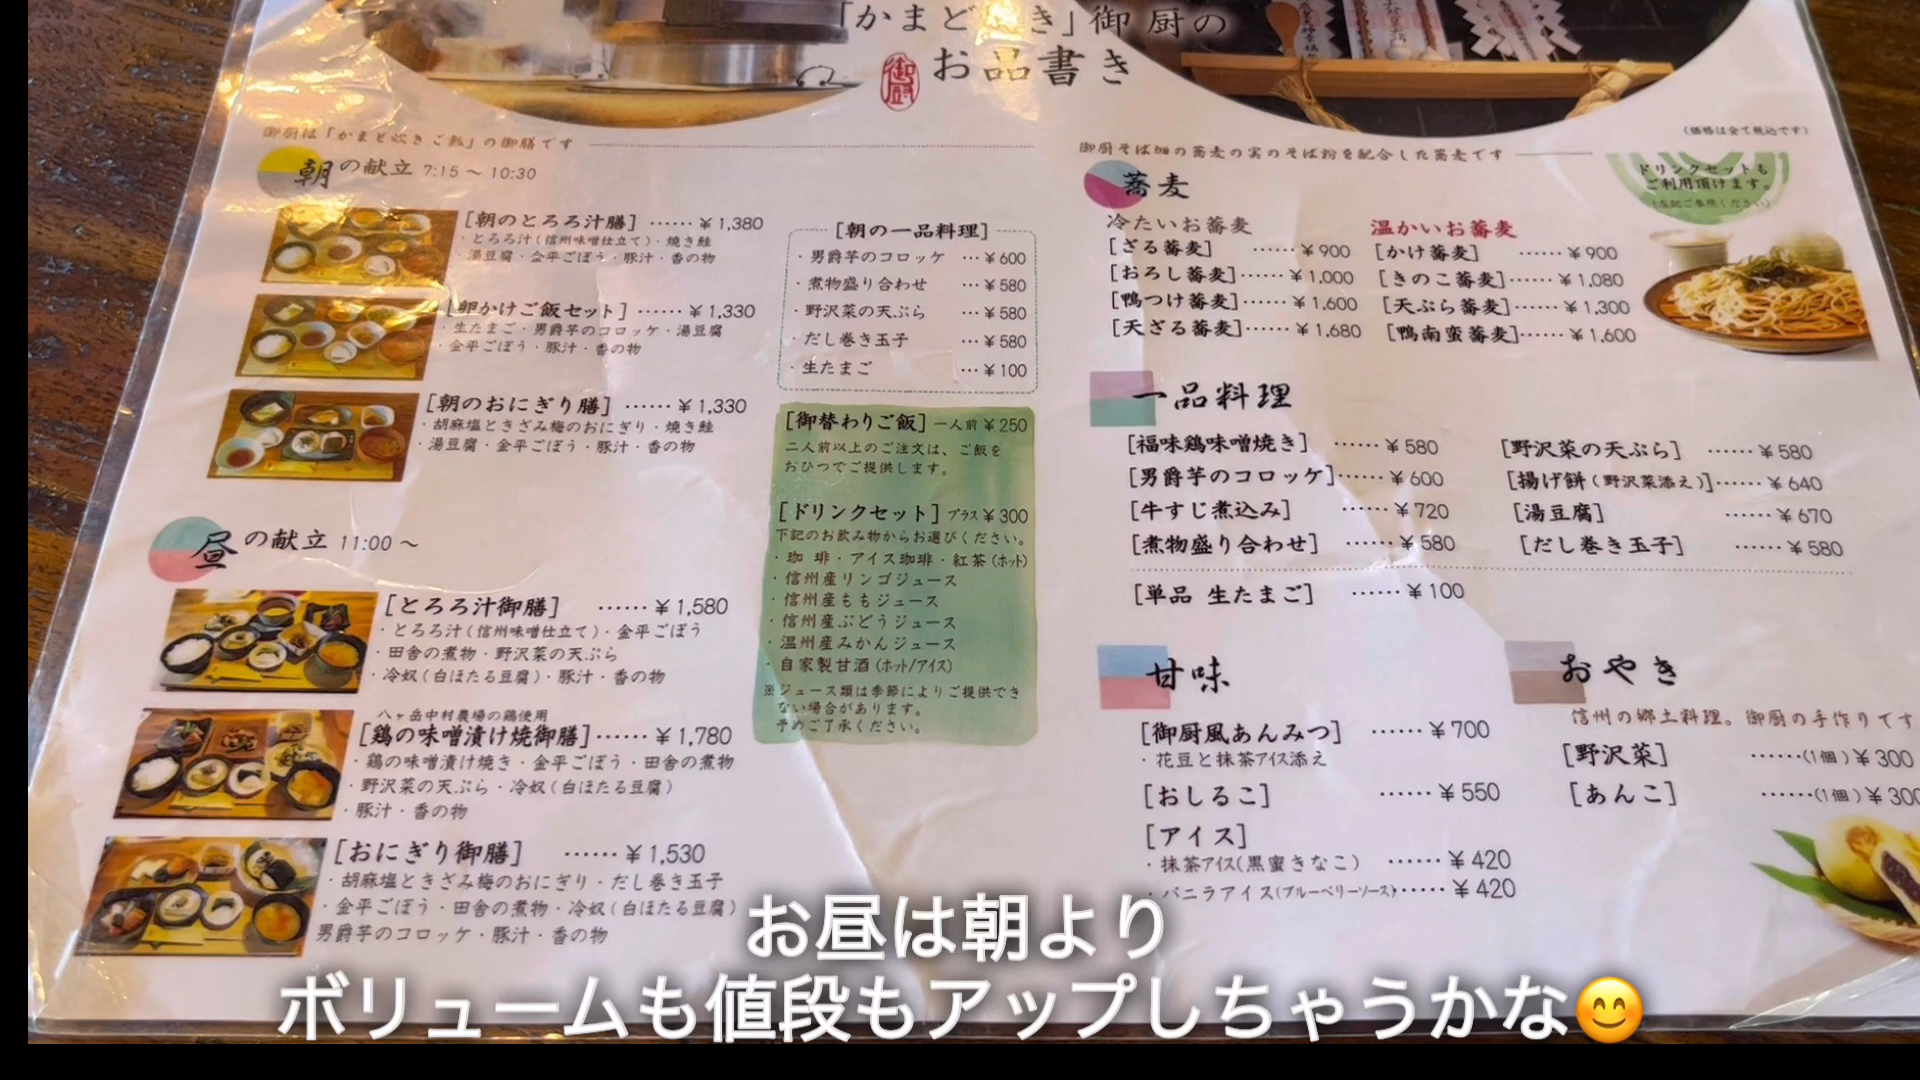 「かまど炊き」御厨の
お品書き
御厨
御厨は「かまど炊きご飯」の御膳です
朝の献立 7:15 ～ 10:30
[朝のとろろ汁膳] ……¥1,380
・とろろ汁(信州味噌仕立て)・焼き鮭
・湯豆腐・金平ごぼう・豚汁・香の物
[卵かけご飯セット] ……¥1,330
・生たまご・男爵芋のコロッケ・湯豆腐
・金平ごぼう・豚汁・香の物
[朝のおにぎり膳] ……¥1,330
・胡麻塩ときざみ梅のおにぎり・焼き鮭
・湯豆腐・金平ごぼう・豚汁・香の物
[朝の一品料理]
・男爵芋のコロッケ …¥600
・煮物盛り合わせ …¥580
・野沢菜の天ぷら …¥580
・だし巻き玉子 …¥580
・生たまご …¥100
[御替わりご飯] 一人前 ¥250
二人前以上のご注文は、ご飯を
おひつでご提供します。
[ドリンクセット] プラス¥300
下記のお飲み物からお選びください。
・珈琲・アイス珈琲・紅茶(ホット)
・信州産リンゴジュース
・信州産ももジュース
・信州産ぶどうジュース
・温州産みかんジュース
・自家製甘酒(ホット/アイス)
※ジュース類は季節によりご提供でき
ない場合があります。
予めご了承ください。
昼の献立 11:00 ～
[とろろ汁御膳] ……¥1,580
・とろろ汁(信州味噌仕立て)・金平ごぼう
・田舎の煮物・野沢菜の天ぷら
・冷奴(白ほたる豆腐)・豚汁・香の物
八ヶ岳中村農場の鶏使用
[鶏の味噌漬け焼御膳]……¥1,780
・鶏の味噌漬け焼き・金平ごぼう・田舎の煮物
・野沢菜の天ぷら・冷奴(白ほたる豆腐)
・豚汁・香の物
[おにぎり御膳] ……¥1,530
・胡麻塩ときざみ梅のおにぎり・だし巻き玉子
・金平ごぼう・田舎の煮物・冷奴(白ほたる豆腐)
男爵芋のコロッケ・豚汁・香の物
(価格は全て税込です)
御厨そば畑の蕎麦の実のそば粉を配合した蕎麦です
ドリンクセットも
ご利用頂けます。
(左記ご参照ください)
蕎麦
冷たいお蕎麦
[ざる蕎麦] ……¥900
[おろし蕎麦]……¥1,000
[鴨つけ蕎麦]……¥1,600
[天ざる蕎麦]……¥1,680
温かいお蕎麦
[かけ蕎麦] ……¥900
[きのこ蕎麦]……¥1,080
[天ぷら蕎麦]……¥1,300
[鴨南蛮蕎麦]……¥1,600
一品料理
[福味鶏味噌焼き] ……¥580
[男爵芋のコロッケ]……¥600
[牛すじ煮込み] ……¥720
[煮物盛り合わせ] ……¥580
[野沢菜の天ぷら] ……¥580
[揚げ餅(野沢菜添え)]……¥640
[湯豆腐] ……¥670
[だし巻き玉子] ……¥580
[単品 生たまご] ……¥100
甘味
[御厨風あんみつ] ……¥700
・花豆と抹茶アイス添え
[おしるこ] ……¥550
[アイス]
・抹茶アイス(黒蜜きなこ) ……¥420
・バニラアイス(ブルーベリーソース)……¥420
おやき
信州の郷土料理。御厨の手作りです
[野沢菜] ……(1個)¥300
[あんこ] ……(1個)¥300
お昼は朝より
ボリュームも値段もアップしちゃうかな😊